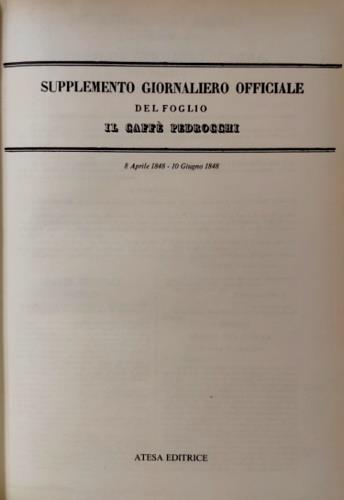 SUPPLEMENTO GIORNALIERO OFFICIALE
DEL FOGLIO
IL CAFFÈ PEDROCCHI
8 Aprile 1848 - 10 Giugno 1848
ATESA EDITRICE